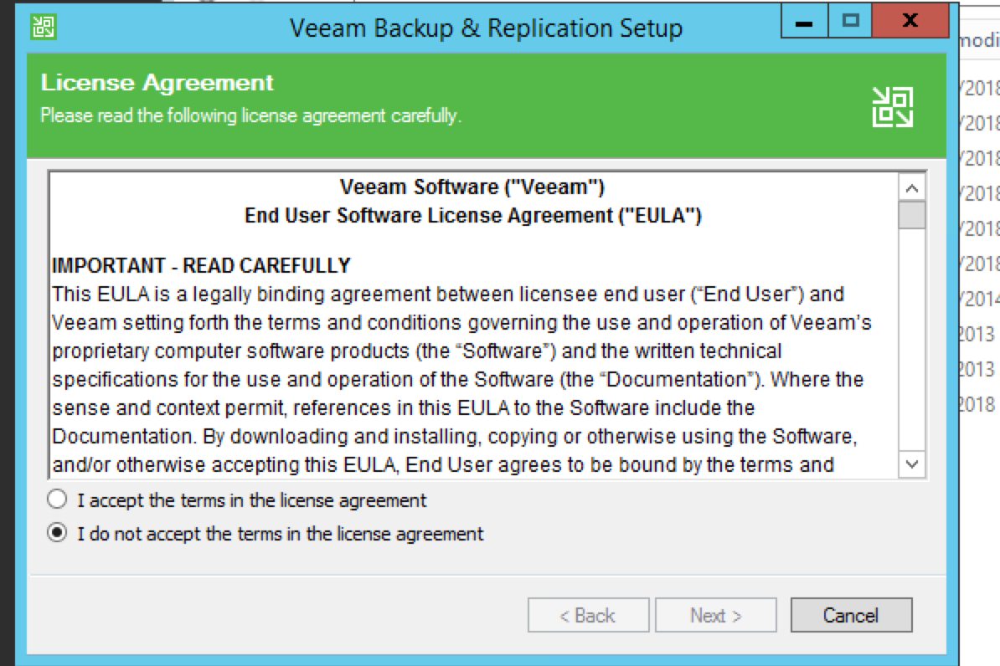 Veeam Backup & Replication Setup
License Agreement
Please read the following license agreement carefully.
Veeam Software ("Veeam")
End User Software License Agreement ("EULA")
IMPORTANT - READ CAREFULLY
This EULA is a legally binding agreement between licensee end user (“End User”) and
Veeam setting forth the terms and conditions governing the use and operation of Veeam’s
proprietary computer software products (the “Software”) and the written technical
specifications for the use and operation of the Software (the “Documentation”). Where the
sense and context permit, references in this EULA to the Software include the
Documentation. By downloading and installing, copying or otherwise using the Software,
and/or otherwise accepting this EULA, End User agrees to be bound by the terms and
I accept the terms in the license agreement
I do not accept the terms in the license agreement
< Back
Next >
Cancel
modi
/2018
/2018
/2018
/2018
/2018
/2018
/2014
2013
2013
2018